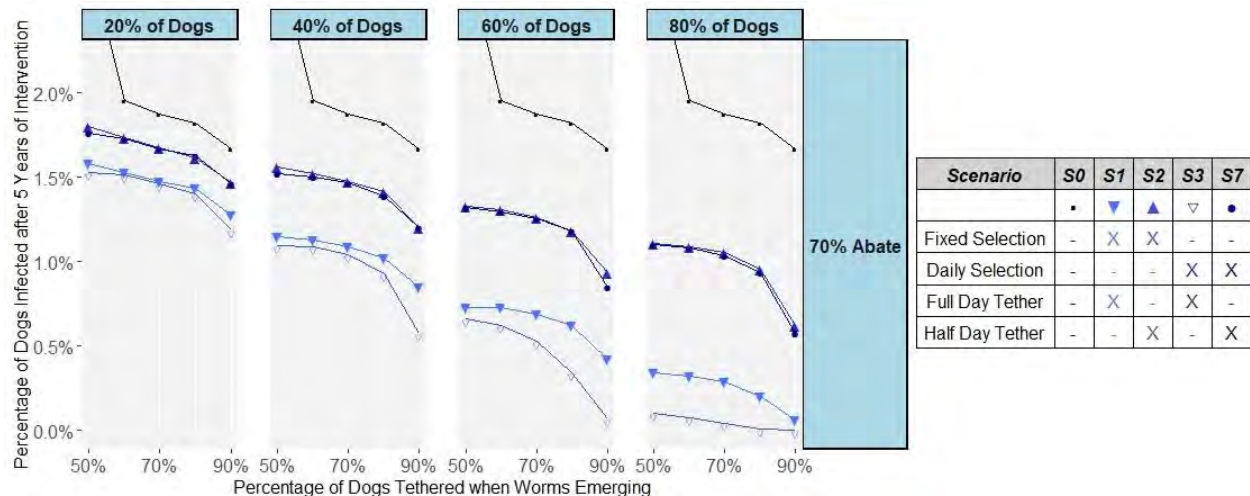 20% of Dogs 40% of Dogs 60% of Dogs 80% of Dogs
Percentage of Dogs Infected after 5 Years of Intervention
2.0%
1.5%
1.0%
0.5%
0.0%
70% Abate
50% 70% 90% 50% 70% 90% 50% 70% 90% 50% 70% 90%
Percentage of Dogs Tethered when Worms Emerging
Scenario S0 S1 S2 S3 S7
Fixed Selection - X X - -
Daily Selection - - - X X
Full Day Tether - X - X -
Half Day Tether - - X - X